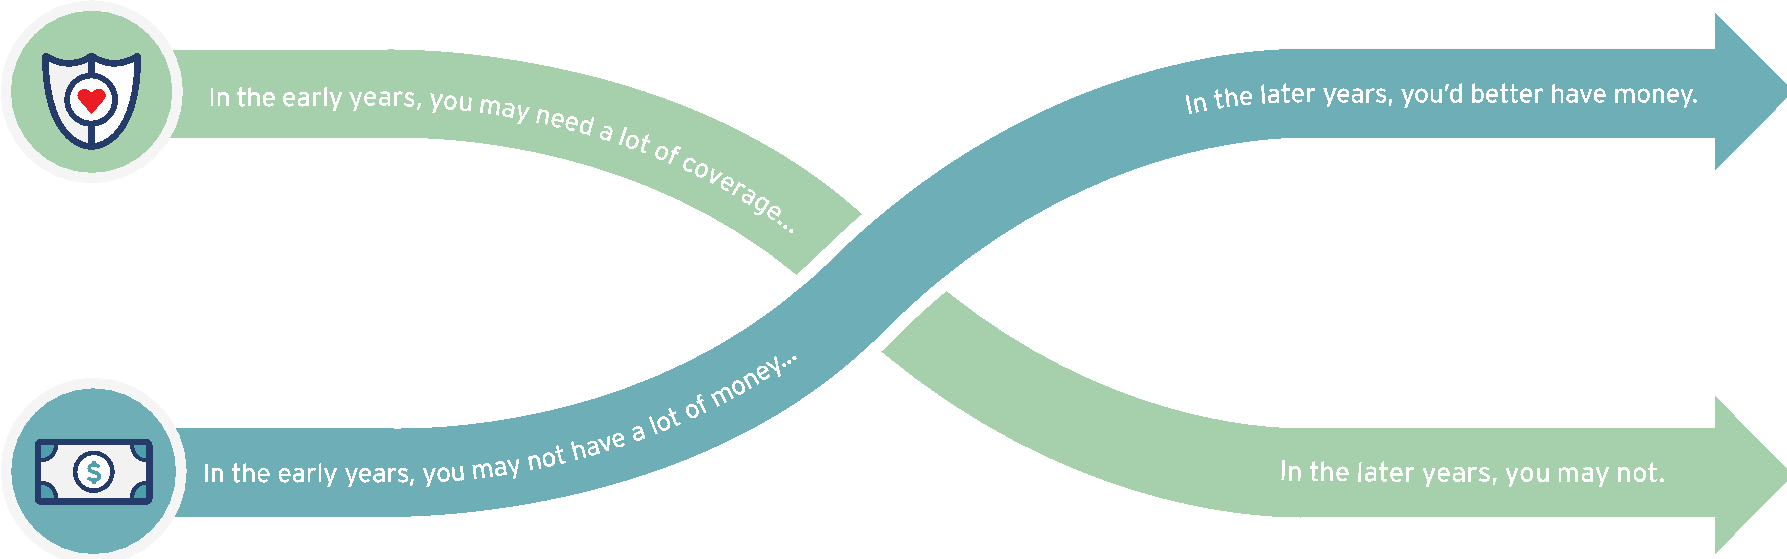 In the early years, you may need a lot of coverage...
In the later years, you'd better have money.
In the early years, you may not have a lot of money...
In the later years, you may not.
$